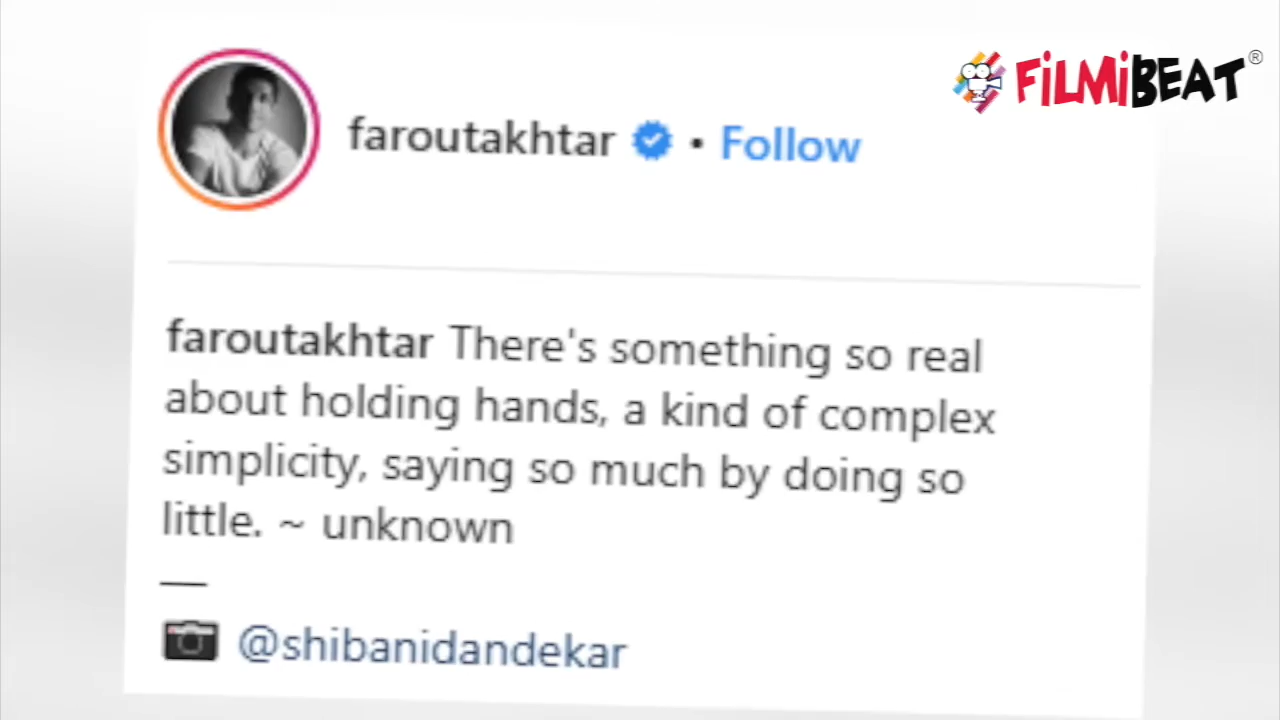 FiLMiBEAT®
faroutakhtar • Follow
faroutakhtar There's something so real
about holding hands, a kind of complex
simplicity, saying so much by doing so
little. ~ unknown
—
📷 @shibanidandekar